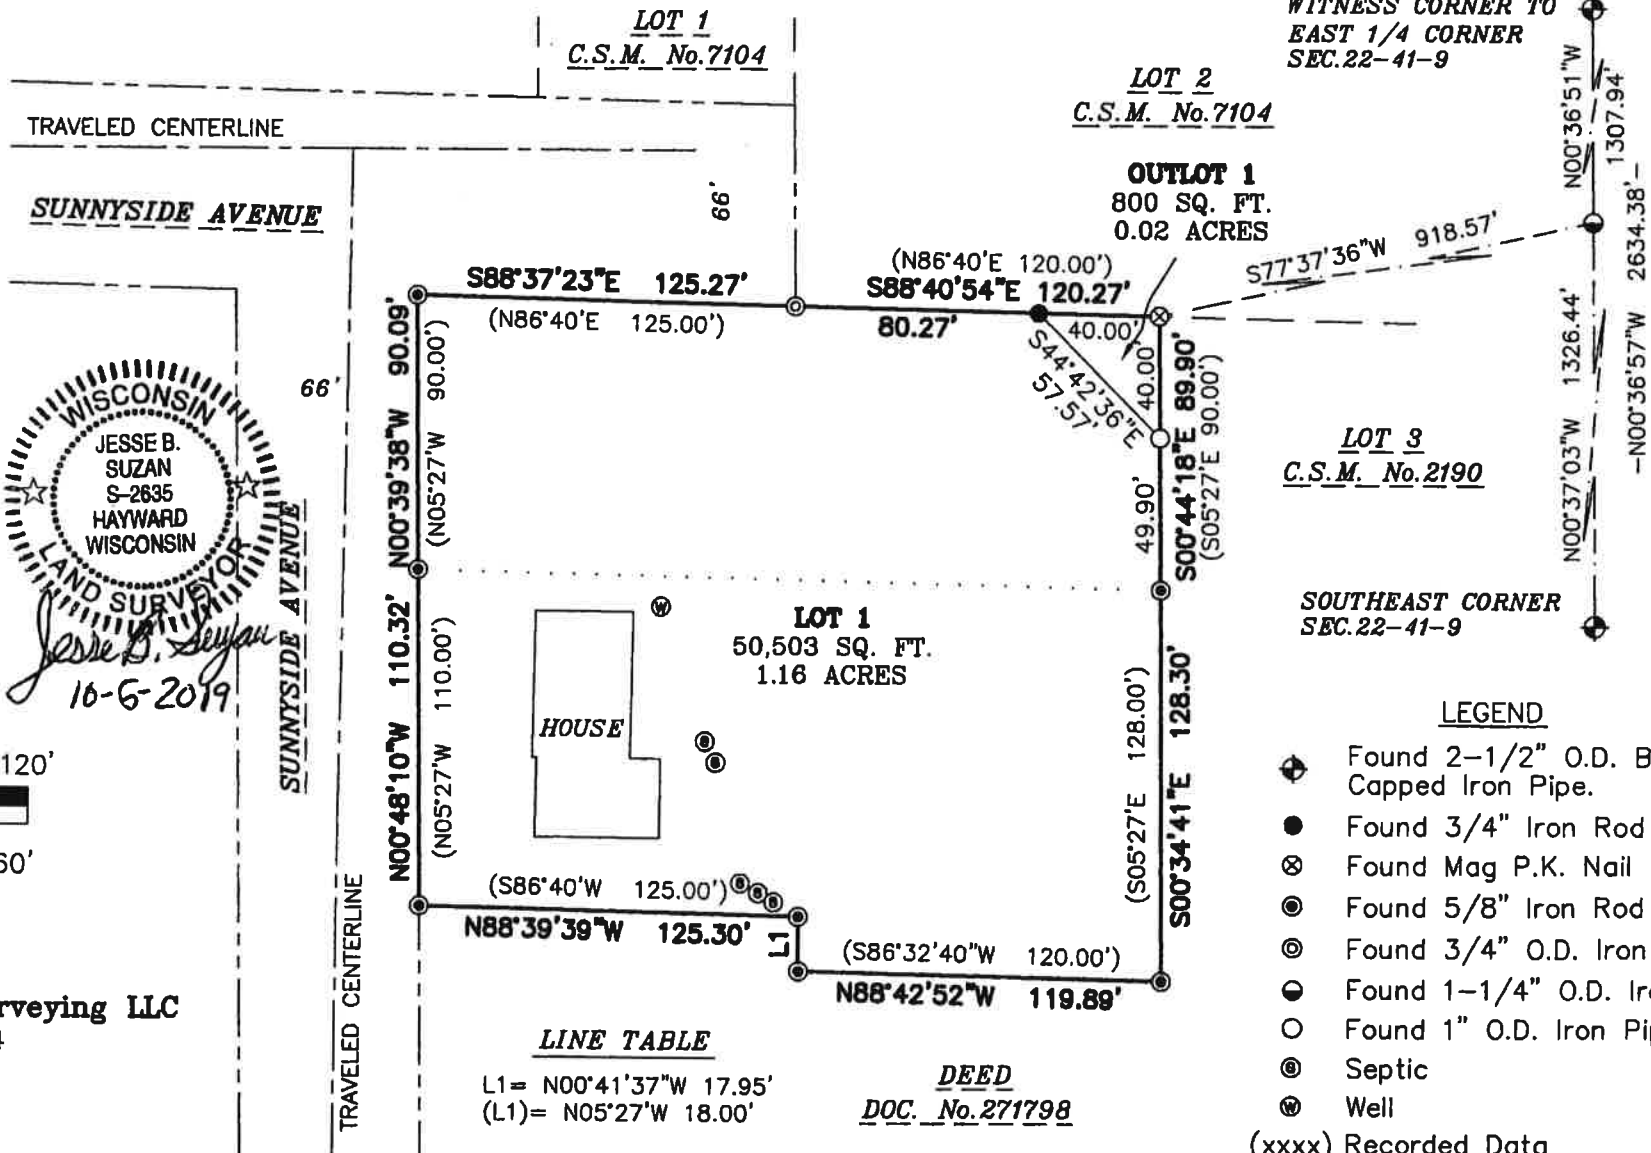 LOT 1
C.S.M. No.7104
WITNESS CORNER TO
EAST 1/4 CORNER
SEC.22-41-9
LOT 2
C.S.M. No.7104
TRAVELED CENTERLINE
SUNNYSIDE AVENUE
66'
OUTLOT 1
800 SQ. FT.
0.02 ACRES
N00°36'51"W
1307.94'
S77°37'36"W 918.57'
2634.38'
-N00°36'57"W
N00°37'03"W 1326.44'
(N86°40'E 120.00')
S88°37'23"E 125.27'
S88°40'54"E 120.27'
(N86°40'E 125.00')
80.27'
40.00'
S44°42'36"E
57.57'
40.00'
49.90'
S00°44'18"E 89.90'
(S05°27'E 90.00')
N00°39'38"W 90.09'
(N05°27'W 90.00')
66'
WISCONSIN
JESSE B.
SUZAN
S-2635
HAYWARD
WISCONSIN
LAND SURVEYOR
Jesse B. Suzan
10-6-2019
SUNNYSIDE AVENUE
LOT 3
C.S.M. No.2190
SOUTHEAST CORNER
SEC.22-41-9
LOT 1
50,503 SQ. FT.
1.16 ACRES
W
HOUSE
S
S
N00°48'10"W 110.32'
(N05°27'W 110.00')
(S05°27'E 128.00')
S00°34'41"E 128.30'
120'
60'
(S86°40'W 125.00')
S
S
S
N88°39'39"W 125.30'
L1
(S86°32'40"W 120.00')
N88°42'52"W 119.89'
TRAVELED CENTERLINE
rveying LLC
LINE TABLE
L1= N00°41'37"W 17.95'
(L1)= N05°27'W 18.00'
DEED
DOC. No.271798
LEGEND
Found 2-1/2" O.D. B
Capped Iron Pipe.
Found 3/4" Iron Rod
Found Mag P.K. Nail
Found 5/8" Iron Rod
Found 3/4" O.D. Iron
Found 1-1/4" O.D. Iro
Found 1" O.D. Iron Pip
S Septic
W Well
(xxxx) Recorded Data